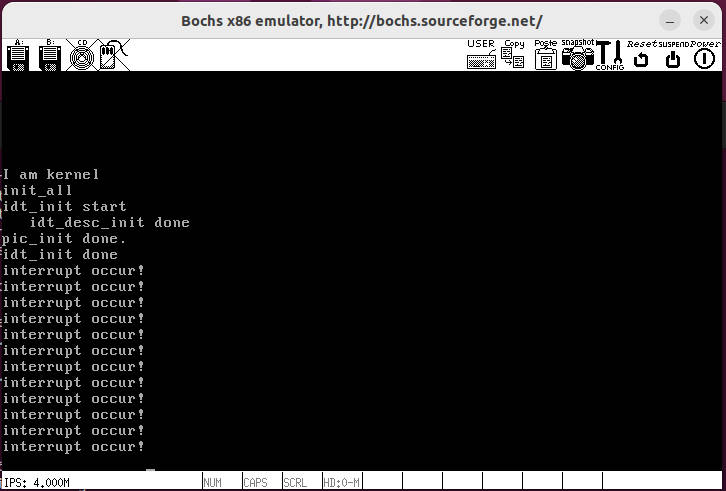 Bochs x86 emulator, http://bochs.sourceforge.net/
A: B: CD USER Copy Paste snapshot CONFIG Reset SUSPEND Power
I am kernel
init_all
idt_init start
idt_desc_init done
pic_init done.
idt_init done
interrupt occur!
interrupt occur!
interrupt occur!
interrupt occur!
interrupt occur!
interrupt occur!
interrupt occur!
interrupt occur!
interrupt occur!
interrupt occur!
interrupt occur!
interrupt occur!
IPS: 4.000M NUM CAPS SCRL HD:0-M